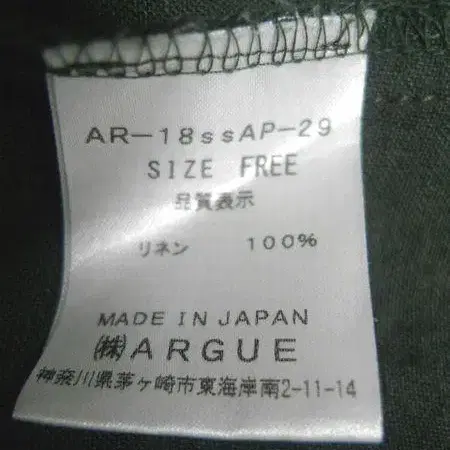 AR-18ssAP-29
SIZE FREE
品質表示
リネン 100%
MADE IN JAPAN
㈱ARGUE
神奈川県茅ヶ崎市東海岸南2-11-14